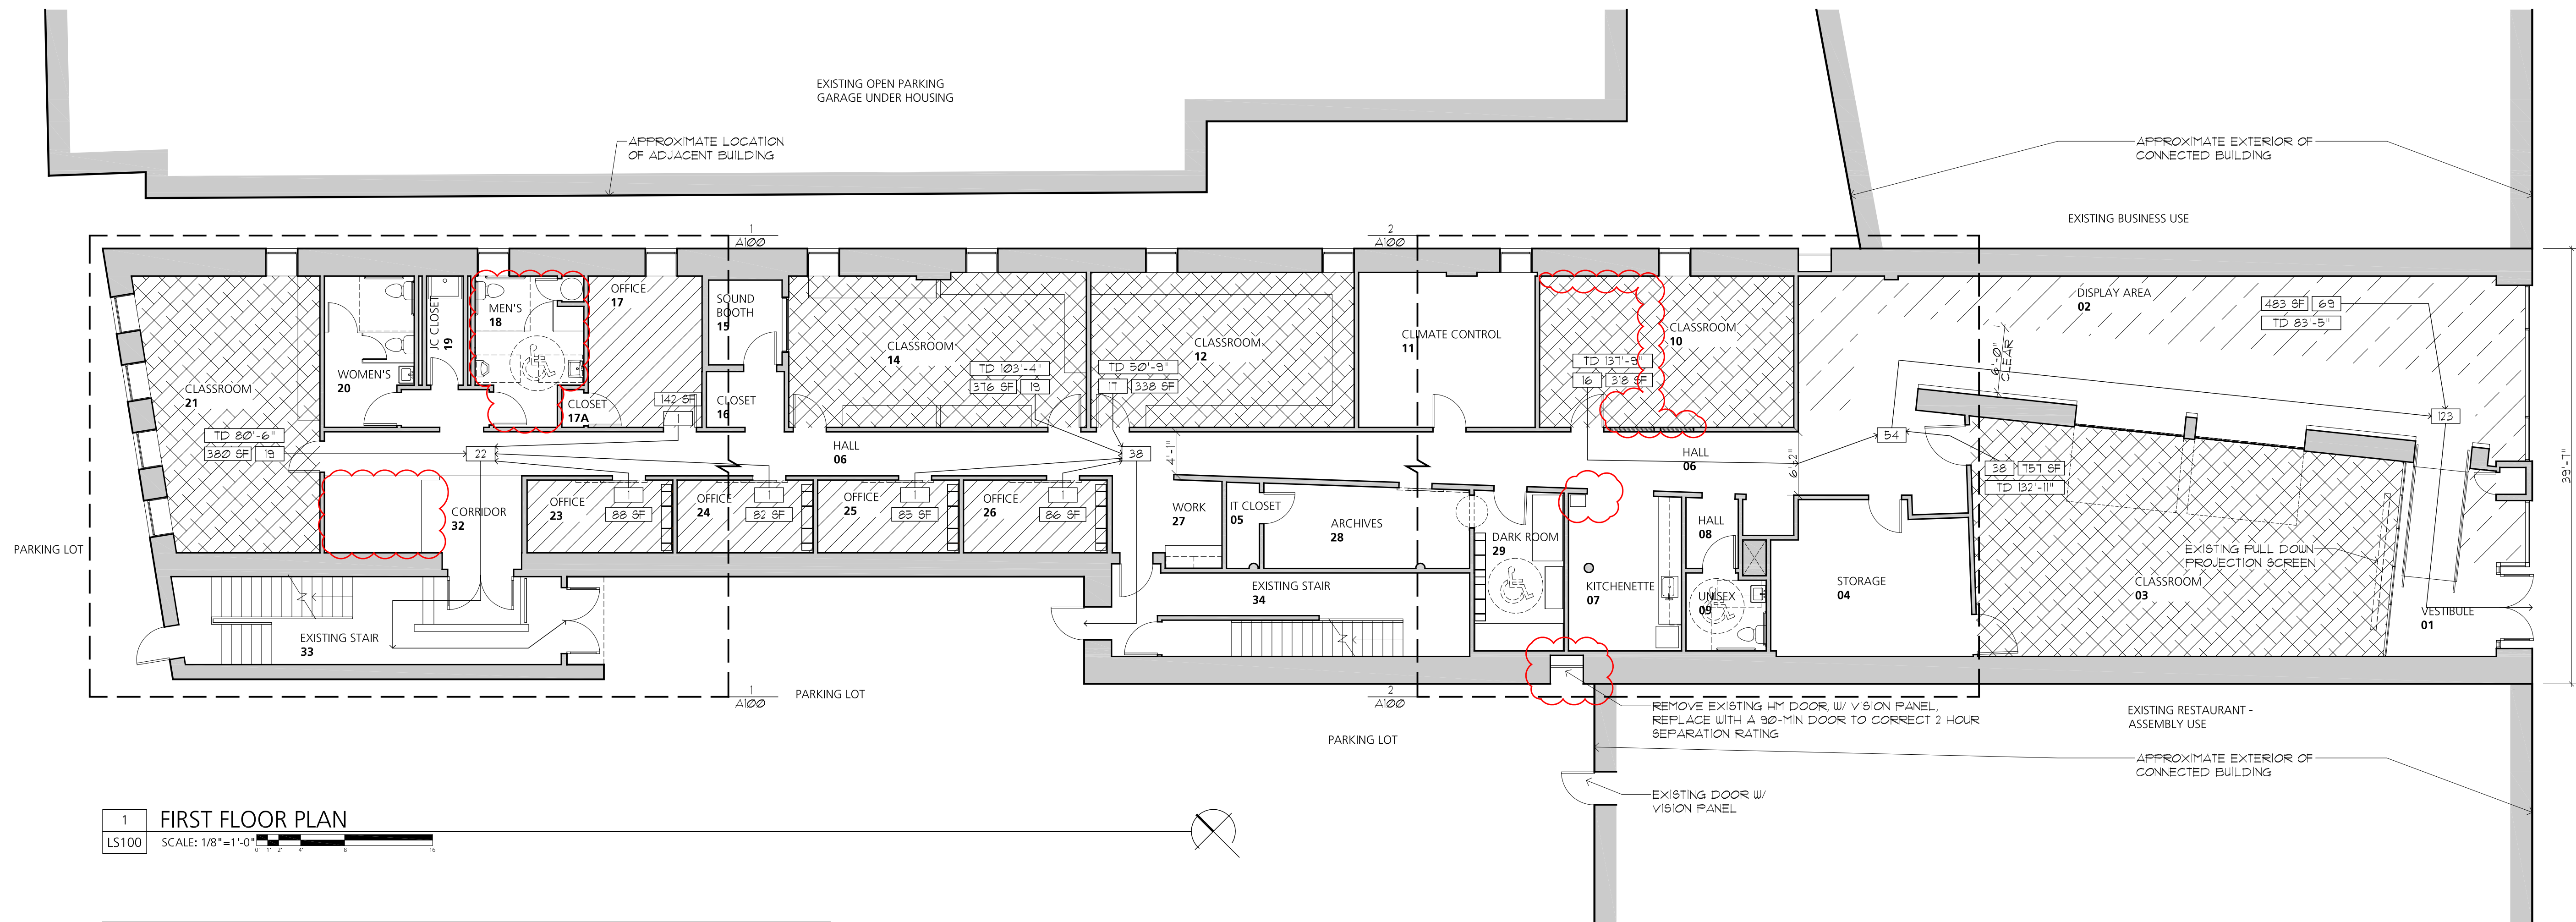 EXISTING OPEN PARKING
GARAGE UNDER HOUSING
APPROXIMATE LOCATION
OF ADJACENT BUILDING
APPROXIMATE EXTERIOR OF
CONNECTED BUILDING
EXISTING BUSINESS USE
1
A100
2
A100
CLASSROOM
21
TD 80'-6"
380 SF
19
WOMEN'S
20
JC CLOSET
19
MEN'S
18
OFFICE
17
142 SF
1
CLOSET
17A
SOUND
BOOTH
15
CLOSET
16
CLASSROOM
14
TD 103'-4"
376 SF
19
CLASSROOM
12
TD 50'-9"
17
338 SF
CLIMATE CONTROL
11
CLASSROOM
10
TD 137'-9"
16
318 SF
DISPLAY AREA
02
483 SF
69
TD 83'-5"
6'-0"
CLEAR
123
54
39'-7"
22
HALL
06
38
4'-1"
HALL
06
6'-2"
38
757 SF
TD 132'-11"
CORRIDOR
32
OFFICE
23
1
88 SF
OFFICE
24
1
82 SF
OFFICE
25
1
85 SF
OFFICE
26
1
86 SF
WORK
27
IT CLOSET
05
ARCHIVES
28
DARK ROOM
29
HALL
08
KITCHENETTE
07
UNISEX
09
STORAGE
04
EXISTING PULL DOWN
PROJECTION SCREEN
CLASSROOM
03
VESTIBULE
01
PARKING LOT
EXISTING STAIR
33
EXISTING STAIR
34
1
A100
PARKING LOT
2
A100
PARKING LOT
REMOVE EXISTING HM DOOR, W/ VISION PANEL,
REPLACE WITH A 90-MIN DOOR TO CORRECT 2 HOUR
SEPARATION RATING
EXISTING RESTAURANT -
ASSEMBLY USE
APPROXIMATE EXTERIOR OF
CONNECTED BUILDING
EXISTING DOOR W/
VISION PANEL
1
LS100
FIRST FLOOR PLAN
SCALE: 1/8"=1'-0"
0' 1' 2' 4' 8' 16'